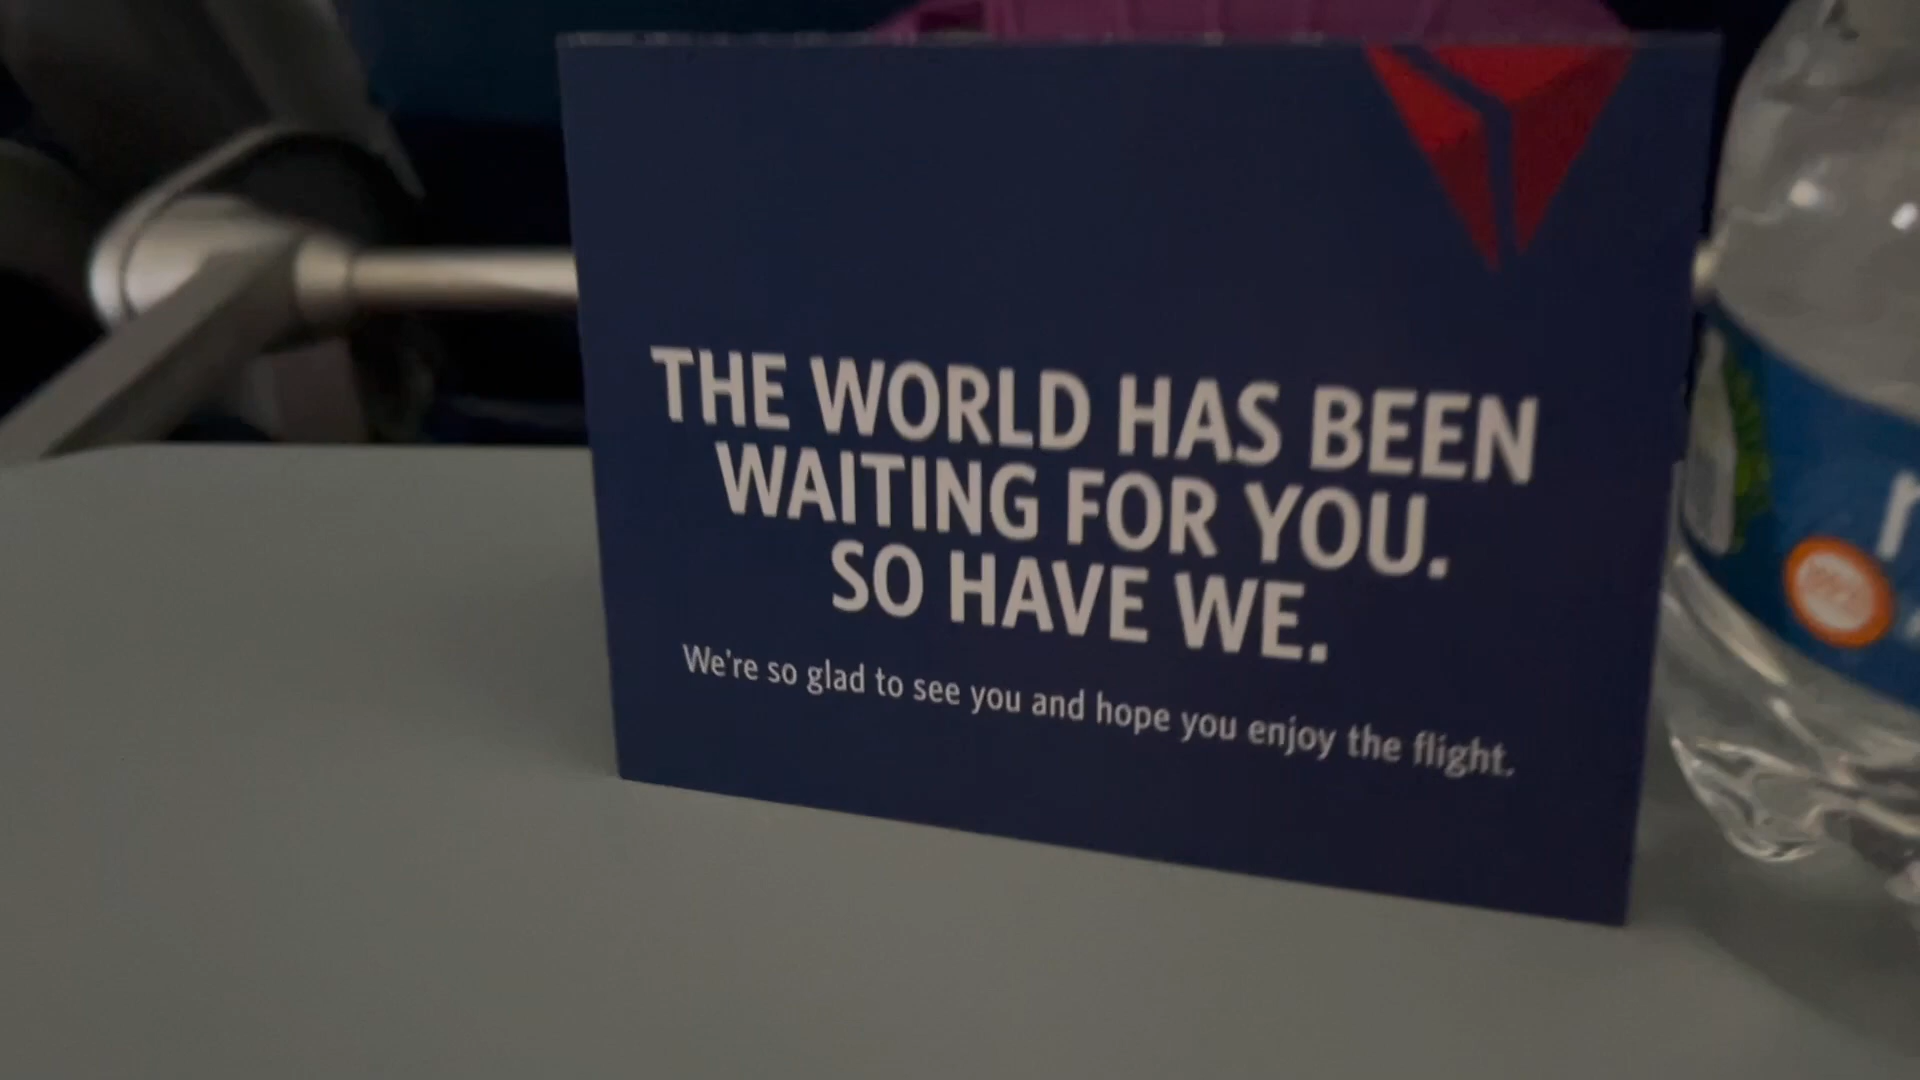 THE WORLD HAS BEEN
WAITING FOR YOU.
SO HAVE WE.
We're so glad to see you and hope you enjoy the flight.